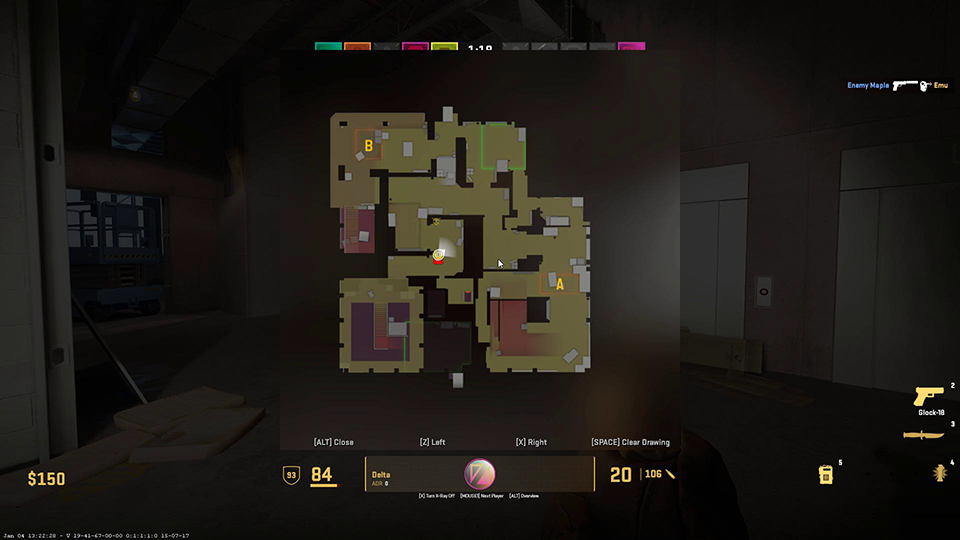 1:19
Enemy Maple Emu
B
A
[ALT] Close [Z] Left [X] Right [SPACE] Clear Drawing
2
Glock-18
3
$150
93 84
Delta
ADR 0
20 | 106
5
4
[X] Turn X-Ray Off [MOUSE1] Next Player [ALT] Overview